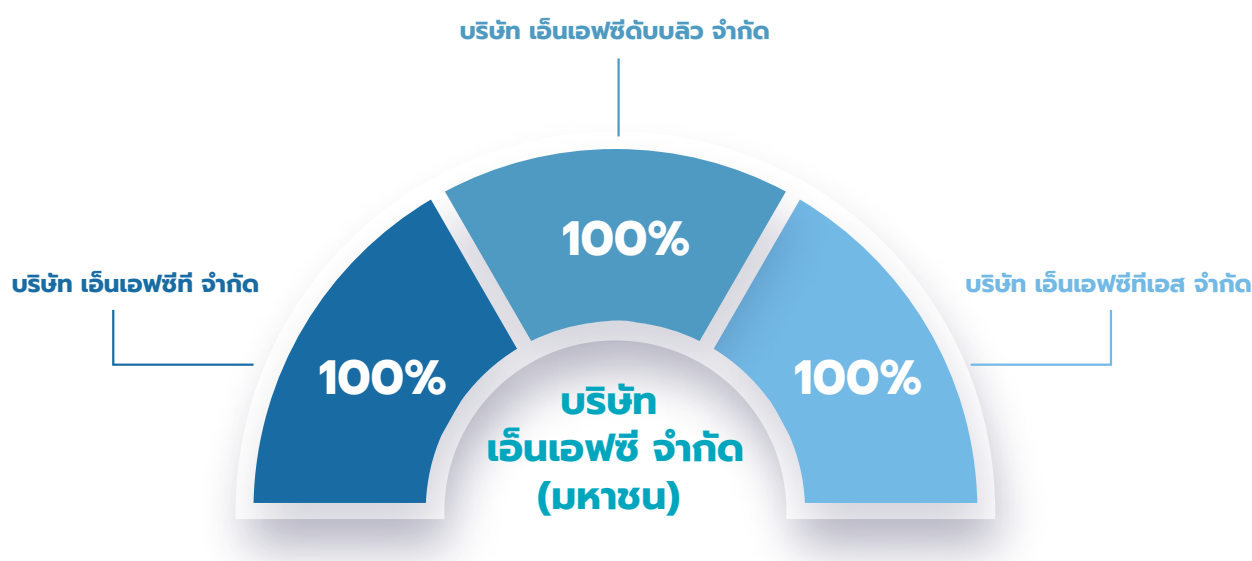 บริษัท เอ็นเอฟซีดับบลิว จำกัด
100%
บริษัท เอ็นเอฟซีที จำกัด
บริษัท เอ็นเอฟซีทีเอส จำกัด
100%
100%
บริษัท
เอ็นเอฟซี จำกัด
(มหาชน)